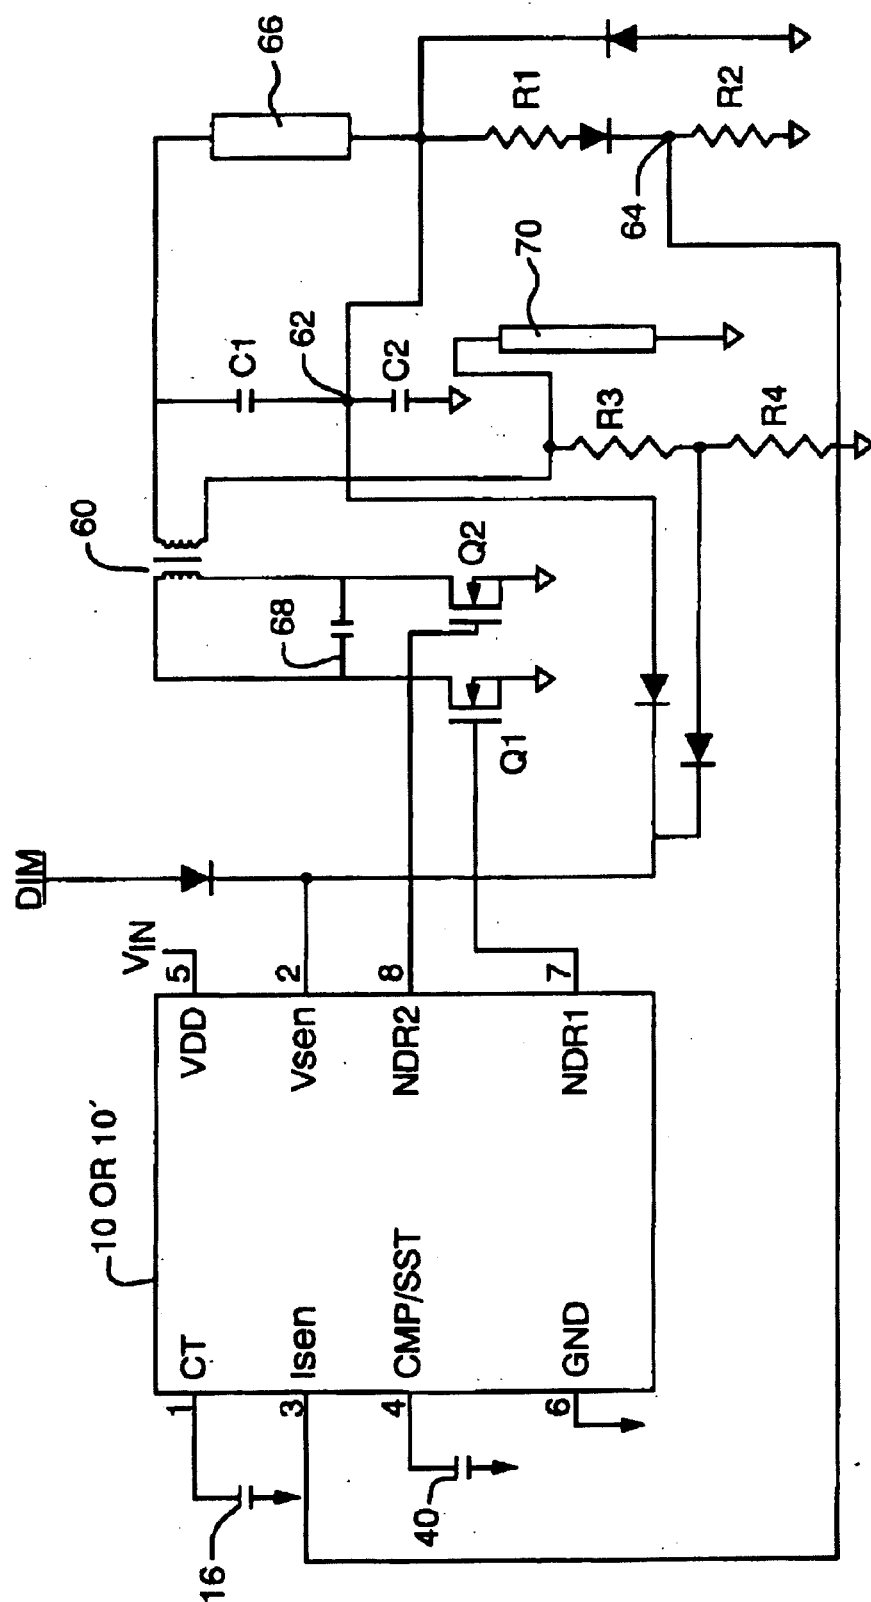 10 OR 10′
DIM
VIN
60
66
68
C1
62
C2
70
R1
R2
64
R3
R4
Q1
Q2
CT
1
Isen
3
CMP/SST
4
GND
6
VDD
5
Vsen
2
NDR2
8
NDR1
7
16
40